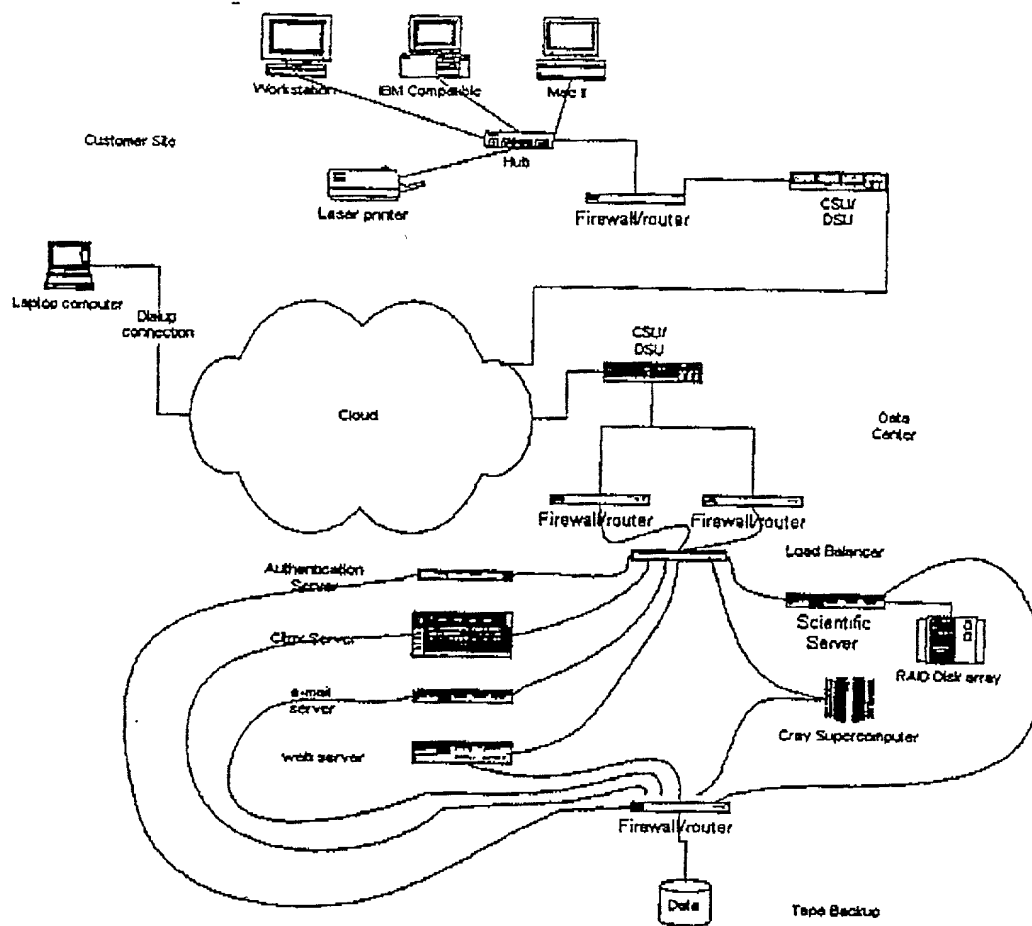 Workstation
IBM Compatible
Mac II
Customer Site
Hub
Laser printer
Firewall/router
CSU/
DSU
Laptop computer
Dialup
connection
CSU/
DSU
Cloud
Data
Center
Firewall/router
Firewall/router
Load Balancer
Authentication
Server
Citrix Server
Scientific
Server
RAID Disk array
e-mail
server
Cray Supercomputer
web server
Firewall/router
Data
Tape Backup